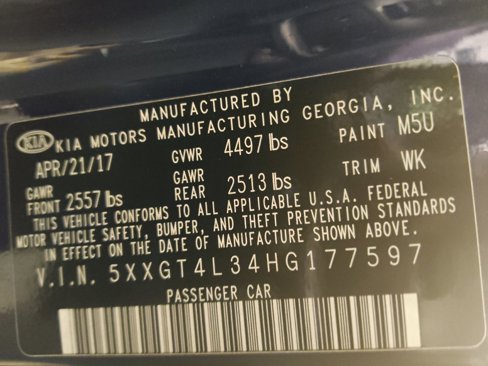 MANUFACTURED BY
KIA KIA MOTORS MANUFACTURING GEORGIA, INC.
APR/21/17 GVWR 4497 lbs PAINT M5U
GAWR FRONT 2557 lbs GAWR REAR 2513 lbs TRIM WK
THIS VEHICLE CONFORMS TO ALL APPLICABLE U.S.A. FEDERAL
MOTOR VEHICLE SAFETY, BUMPER, AND THEFT PREVENTION STANDARDS
IN EFFECT ON THE DATE OF MANUFACTURE SHOWN ABOVE.
V.I.N. 5XXGT4L34HG177597
PASSENGER CAR